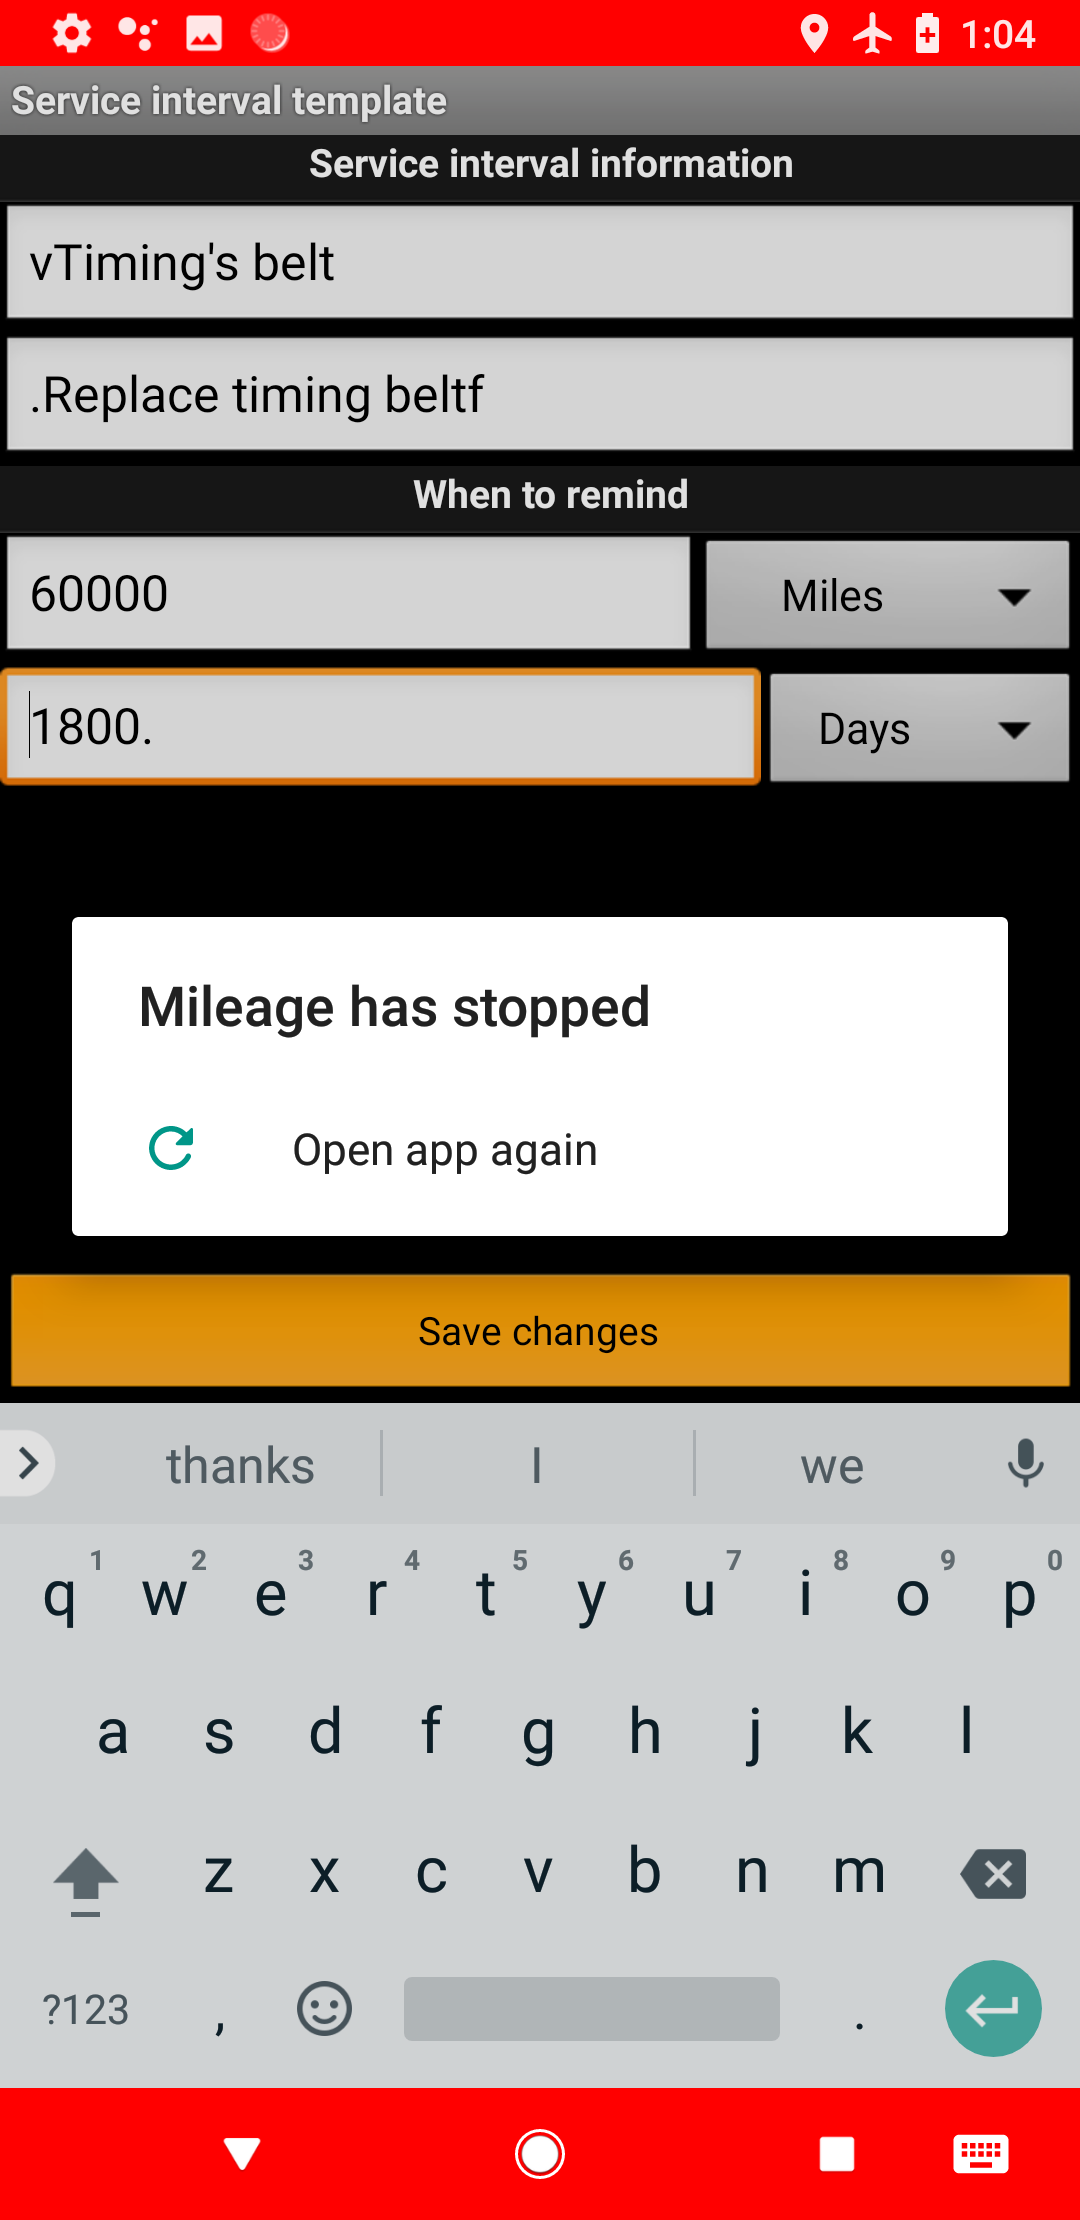 1:04
Service interval template
Service interval information
vTiming's belt
.Replace timing beltf
When to remind
60000
Miles
1800.
Days
Mileage has stopped
Open app again
Save changes
thanks I we
1 2 3 4 5 6 7 8 9 0
q w e r t y u i o p
a s d f g h j k l
z x c v b n m
?123 , .